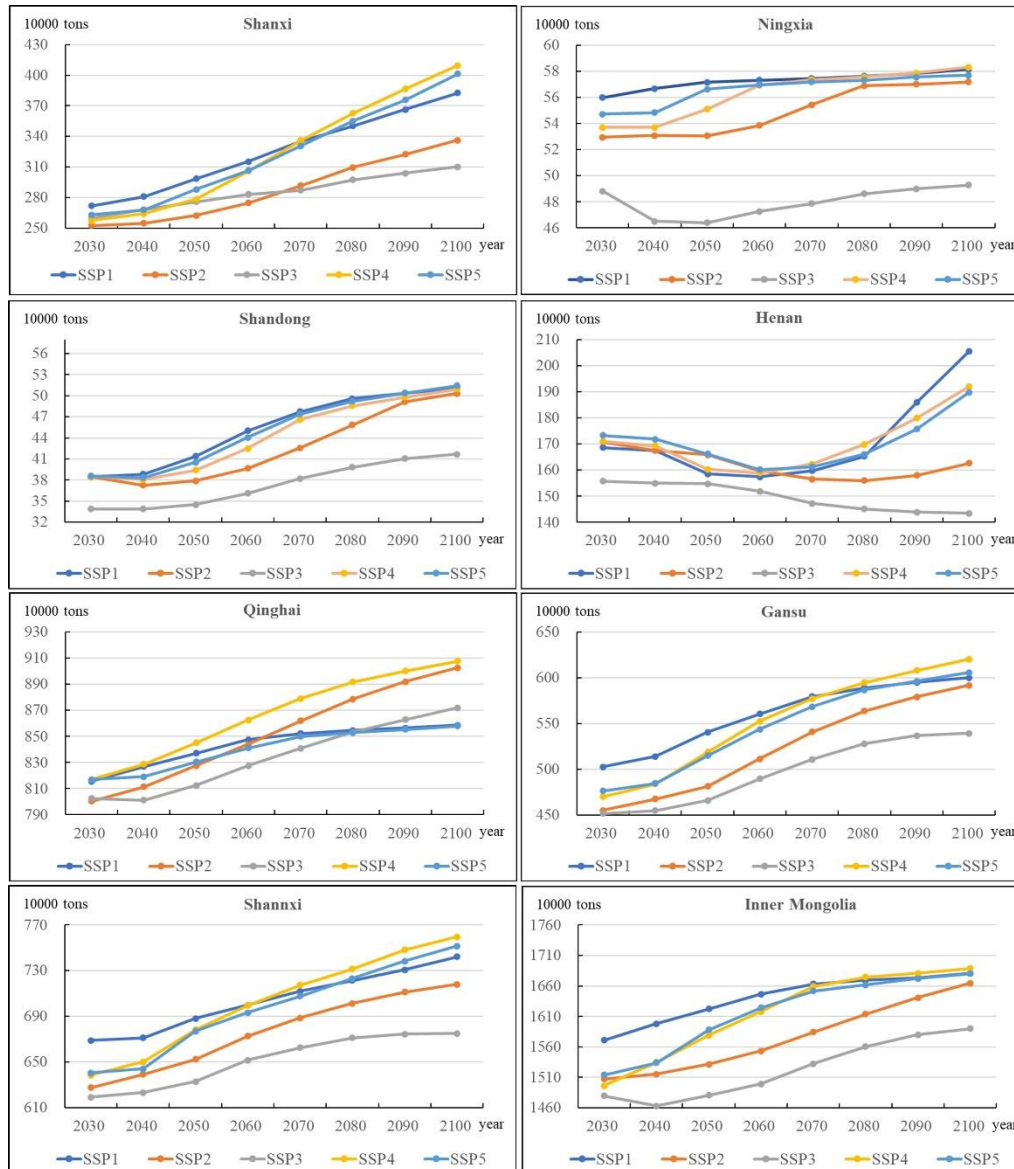 10000 tons
Shanxi
430
400
370
340
310
280
250
2030 2040 2050 2060 2070 2080 2090 2100 year
SSP1 SSP2 SSP3 SSP4 SSP5
10000 tons
Ningxia
60
58
56
54
52
50
48
46
2030 2040 2050 2060 2070 2080 2090 2100 year
SSP1 SSP2 SSP3 SSP4 SSP5
10000 tons
Shandong
56
53
50
47
44
41
38
35
32
2030 2040 2050 2060 2070 2080 2090 2100 year
SSP1 SSP2 SSP3 SSP4 SSP5
10000 tons
Henan
210
200
190
180
170
160
150
140
2030 2040 2050 2060 2070 2080 2090 2100 year
SSP1 SSP2 SSP3 SSP4 SSP5
10000 tons
Qinghai
930
910
890
870
850
830
810
790
2030 2040 2050 2060 2070 2080 2090 2100 year
SSP1 SSP2 SSP3 SSP4 SSP5
10000 tons
Gansu
650
600
550
500
450
2030 2040 2050 2060 2070 2080 2090 2100 year
SSP1 SSP2 SSP3 SSP4 SSP5
10000 tons
Shannxi
770
730
690
650
610
2030 2040 2050 2060 2070 2080 2090 2100 year
SSP1 SSP2 SSP3 SSP4 SSP5
10000 tons
Inner Mongolia
1760
1710
1660
1610
1560
1510
1460
2030 2040 2050 2060 2070 2080 2090 2100 year
SSP1 SSP2 SSP3 SSP4 SSP5